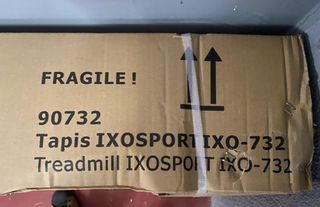 FRAGILE !
90732
Tapis IXOSPORT IXO-732
Treadmill IXOSPORT IXO-732